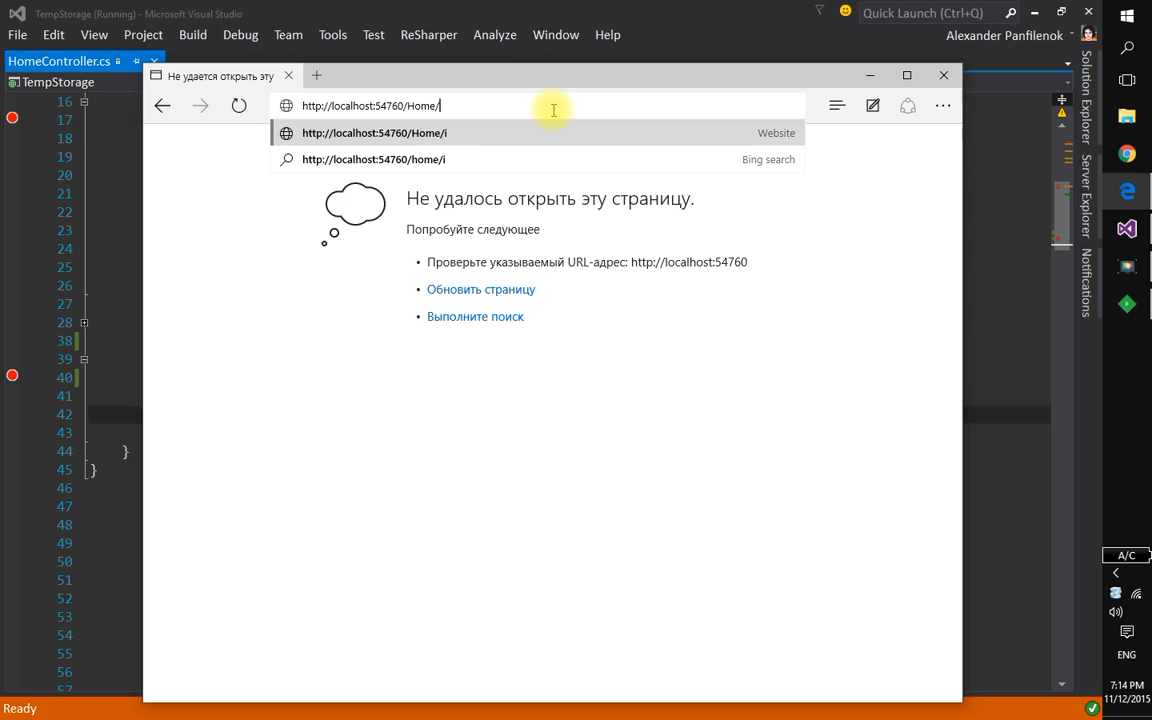 TempStorage (Running) - Microsoft Visual Studio
Quick Launch (Ctrl+Q)
File Edit View Project Build Debug Team Tools Test ReSharper Analyze Window Help
Alexander Panfilenok
HomeController.cs
TempStorage
Не удается открыть эту
http://localhost:54760/Home/
http://localhost:54760/Home/i Website
http://localhost:54760/home/i Bing search
Не удалось открыть эту страницу.
Попробуйте следующее
• Проверьте указываемый URL-адрес: http://localhost:54760
• Обновить страницу
• Выполните поиск
16
17
18
19
20
21
22
23
24
25
26
27
28
38
39
40
41
42
43
44 }
45 }
46
47
48
49
50
51
52
53
54
55
56
57
Solution Explorer
Server Explorer
Notifications
A/C
ENG
7:14 PM
11/12/2015
Ready